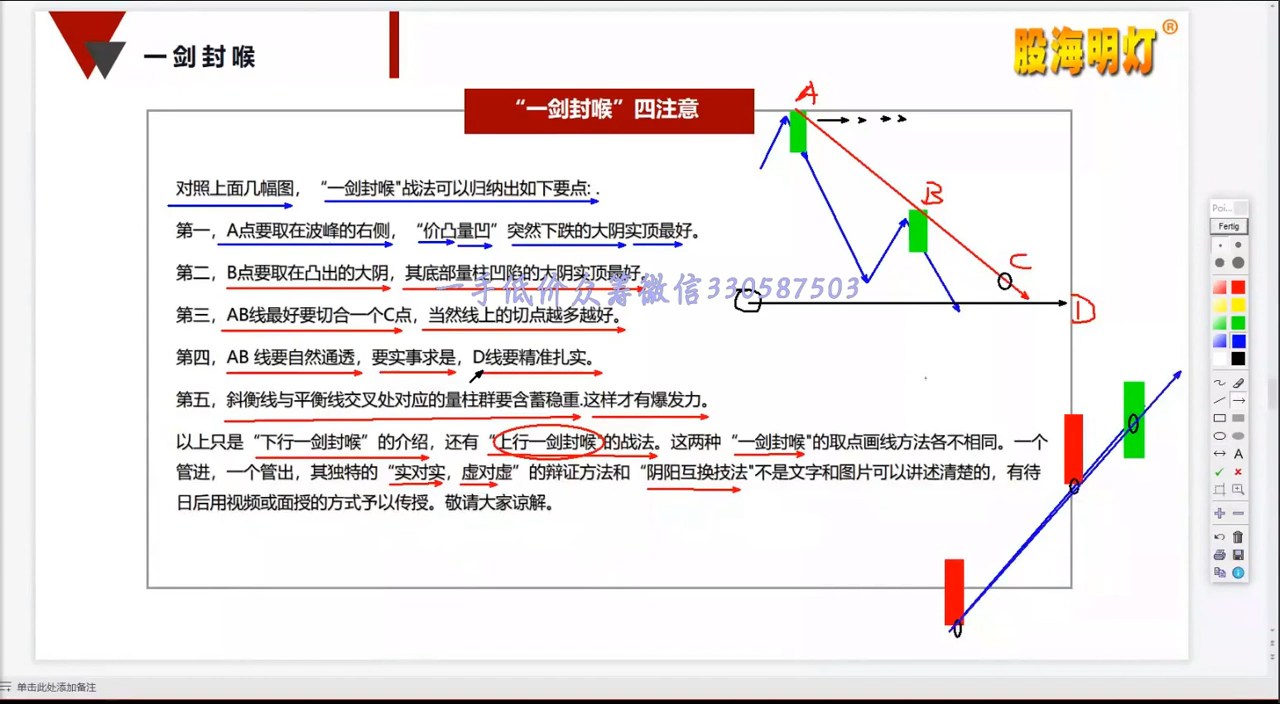 一剑封喉
股海明灯®
“一剑封喉”四注意
A
对照上面几幅图，“一剑封喉"战法可以归纳出如下要点: .
B
第一，A点要取在波峰的右侧，“价凸量凹”突然下跌的大阴实顶最好。
第二，B点要取在凸出的大阴，其底部量柱凹陷的大阴实顶最好。
C
一手低价众筹微信330587503
D
第三，AB线最好要切合一个C点，当然线上的切点越多越好。
第四，AB 线要自然通透，要实事求是，D线要精准扎实。
第五，斜衡线与平衡线交叉处对应的量柱群要含蓄稳重.这样才有爆发力。
以上只是“下行一剑封喉”的介绍，还有“上行一剑封喉"的战法。这两种“一剑封喉"的取点画线方法各不相同。一个
管进，一个管出，其独特的“实对实，虚对虚”的辩证方法和“阴阳互换技法"不是文字和图片可以讲述清楚的，有待
日后用视频或面授的方式予以传授。敬请大家谅解。
Poi...
Fertig
A
单击此处添加备注